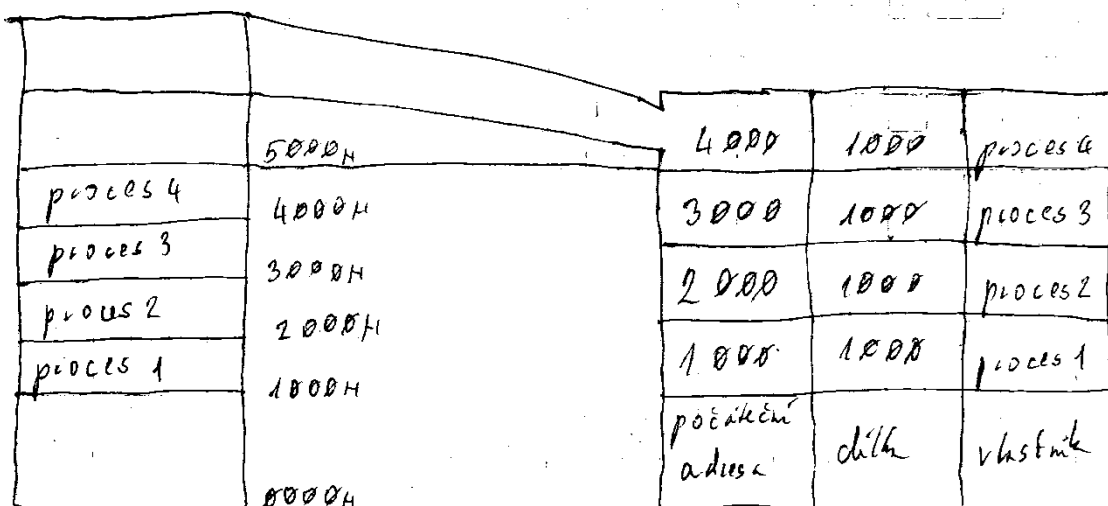 5000H
proces 4
4000H
proces 3
3000H
proces 2
2000H
proces 1
1000H
0000H
4000 1000 proces 4
3000 1000 proces 3
2000 1000 proces 2
1000 1000 proces 1
počáteční adresa délka vlastník